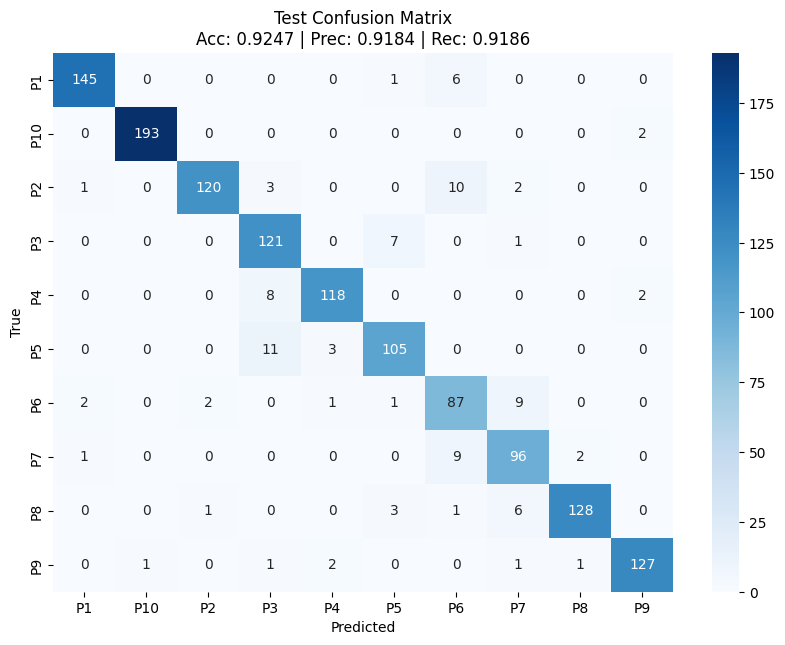 Test Confusion Matrix
Acc: 0.9247 | Prec: 0.9184 | Rec: 0.9186
P1 145 0 0 0 0 1 6 0 0 0
P10 0 193 0 0 0 0 0 0 0 2
P2 1 0 120 3 0 0 10 2 0 0
P3 0 0 0 121 0 7 0 1 0 0
P4 0 0 0 8 118 0 0 0 0 2
P5 0 0 0 11 3 105 0 0 0 0
P6 2 0 2 0 1 1 87 9 0 0
P7 1 0 0 0 0 0 9 96 2 0
P8 0 0 1 0 0 3 1 6 128 0
P9 0 1 0 1 2 0 0 1 1 127
P1 P10 P2 P3 P4 P5 P6 P7 P8 P9
Predicted
True
175
150
125
100
75
50
25
0